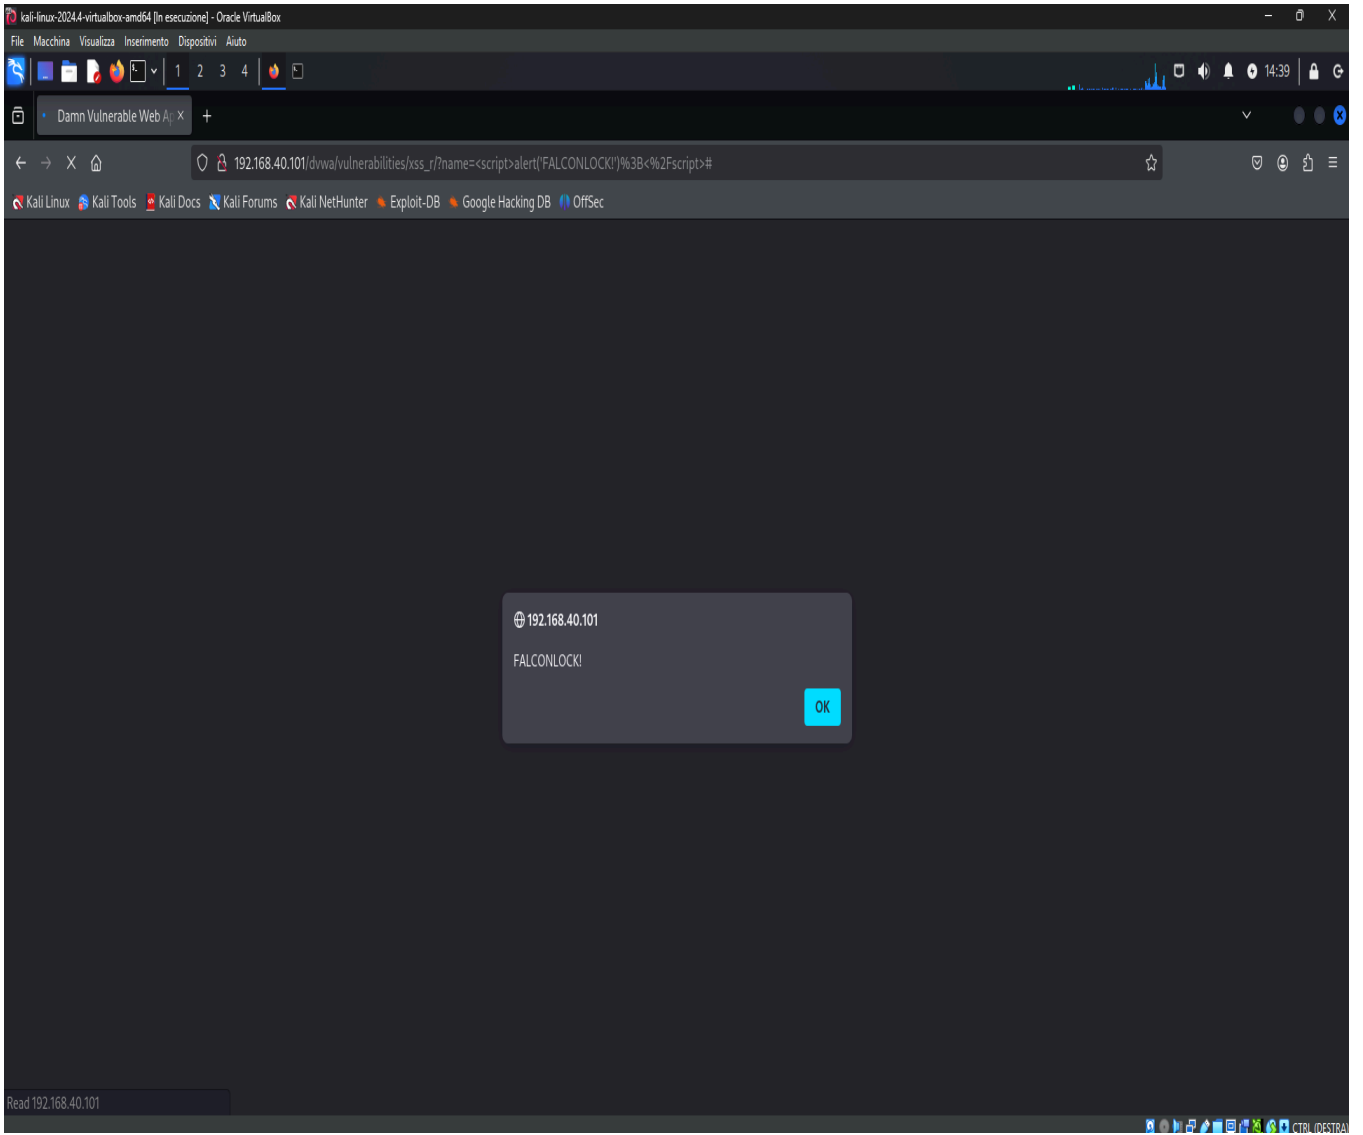 kali-linux-2024.4-virtualbox-amd64 [In esecuzione] - Oracle VirtualBox
File Macchina Visualizza Inserimento Dispositivi Aiuto
1 2 3 4 14:39
Damn Vulnerable Web Ap
192.168.40.101/dvwa/vulnerabilities/xss_r/?name=<script>alert('FALCONLOCK!')%3B<%2Fscript>#
Kali Linux Kali Tools Kali Docs Kali Forums Kali NetHunter Exploit-DB Google Hacking DB OffSec
192.168.40.101
FALCONLOCK!
OK
Read 192.168.40.101
CTRL (DESTRA)